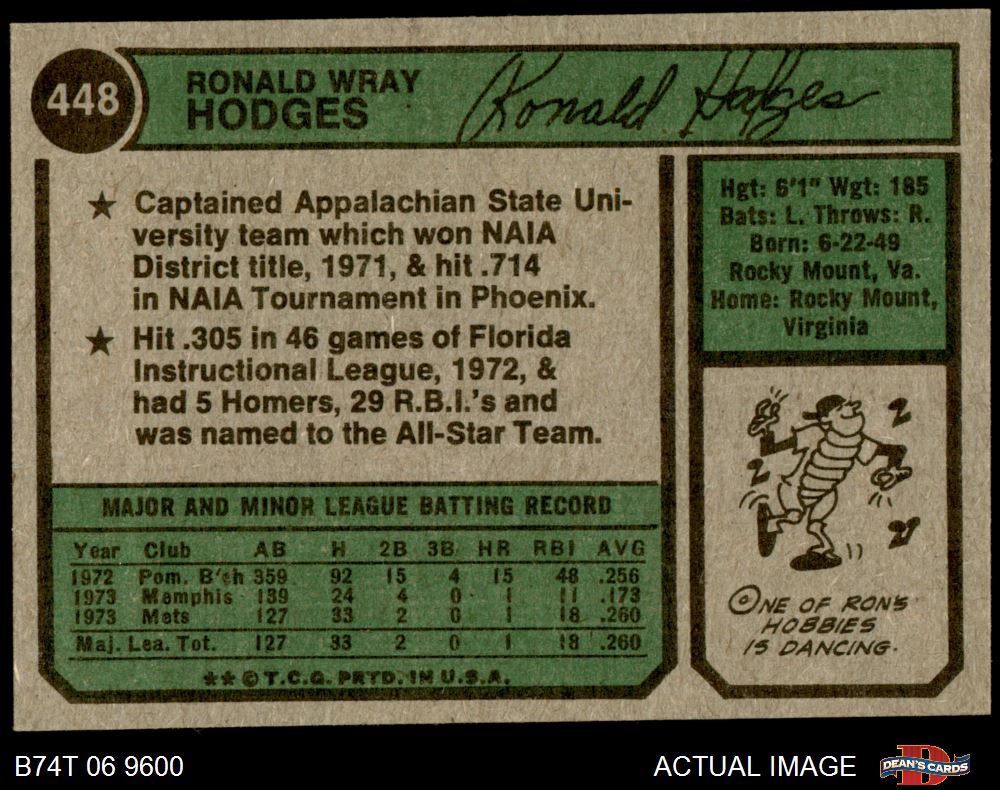 448
RONALD WRAY
HODGES
Ronald Hodges
★ Captained Appalachian State Uni-
versity team which won NAIA
District title, 1971, & hit .714
in NAIA Tournament in Phoenix.
★ Hit .305 in 46 games of Florida
Instructional League, 1972, &
had 5 Homers, 29 R.B.I.'s and
was named to the All-Star Team.
MAJOR AND MINOR LEAGUE BATTING RECORD
Year Club AB H 2B 3B HR RBI AVG
1972 Pom. B'ch 359 92 15 4 15 48 .256
1973 Memphis 139 24 4 0 1 11 .173
1973 Mets 127 33 2 0 1 18 .260
Maj. Lea. Tot. 127 33 2 0 1 18 .260
★★ © T.C.G. PRTD. IN U.S.A.
Hgt: 6'1" Wgt: 185
Bats: L. Throws: R.
Born: 6-22-49
Rocky Mount, Va.
Home: Rocky Mount,
Virginia
ONE OF RON'S
HOBBIES
IS DANCING.
B74T 06 9600
ACTUAL IMAGE
DEAN'S CARDS